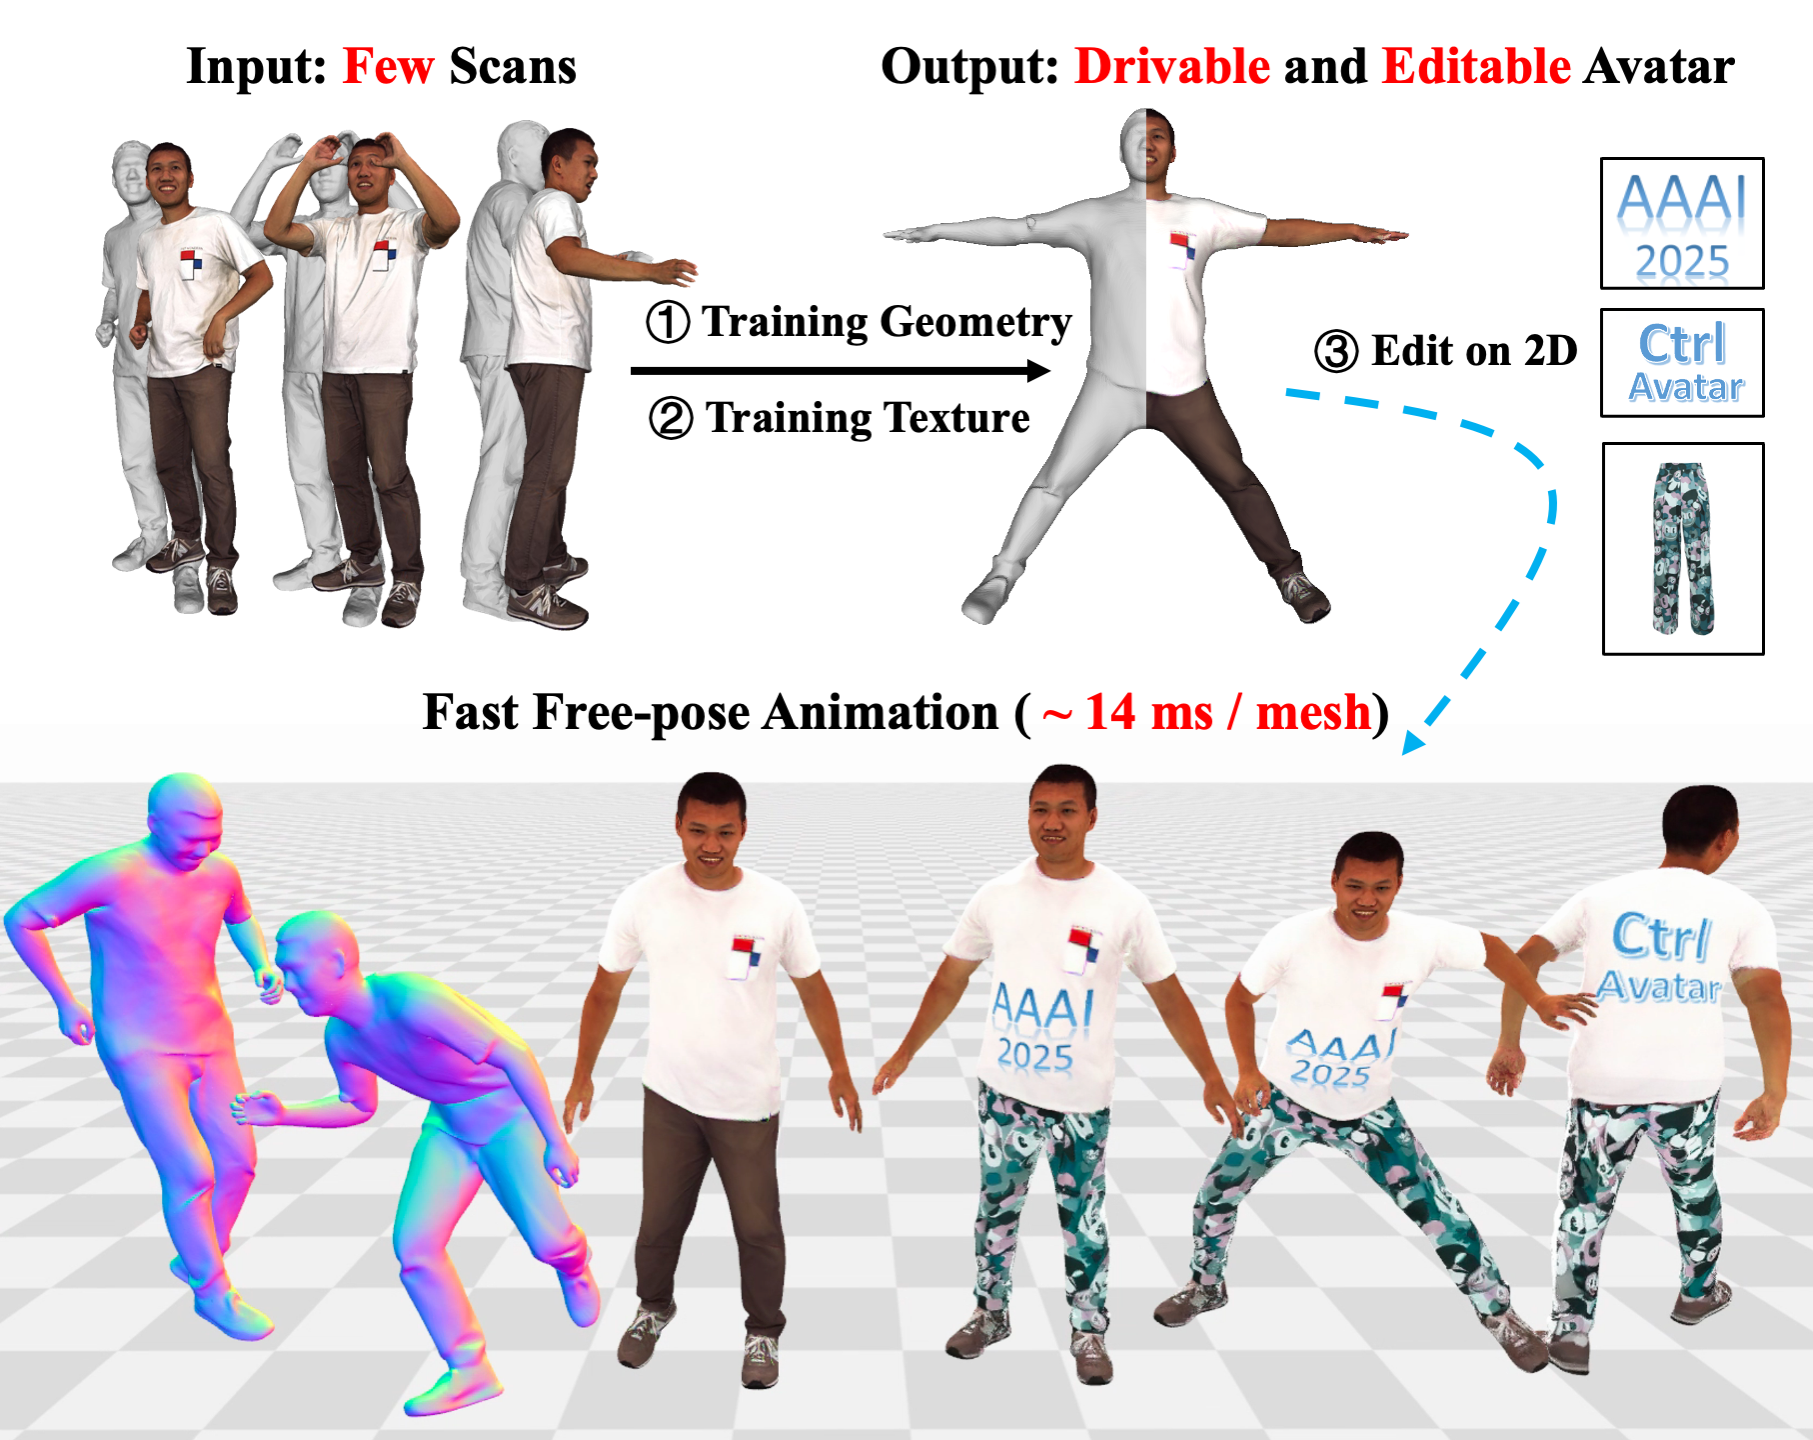 Input: Few Scans
Output: Drivable and Editable Avatar
① Training Geometry
② Training Texture
③ Edit on 2D
AAAI
2025
Ctrl
Avatar
Fast Free-pose Animation ( ~ 14 ms / mesh)
AAAI
2025
AAAI
2025
Ctrl
Avatar